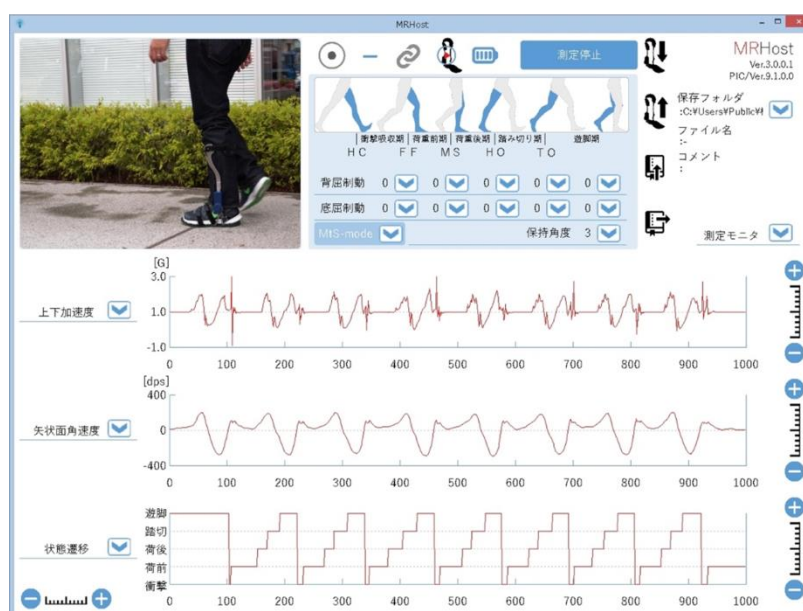 MRHost
測定停止
MRHost
Ver.3.0.0.1
PIC/Ver.9.1.0.0
保存フォルダ
:C:¥Users¥Public¥
ファイル名
:-
コメント
:
測定モニタ
衝撃吸収期 荷重前期 荷重後期 踏み切り期 遊脚期
HC FF MS HO TO
背屈制動 0 0 0 0 0
底屈制動 0 0 0 0 0
MtS-mode 保持角度 3
[G]
上下加速度
3.0
1.0
-1.0
0 100 200 300 400 500 600 700 800 900 1000
[dps]
矢状面角速度
400
0
-400
0 100 200 300 400 500 600 700 800 900 1000
状態遷移
遊脚
踏切
荷後
荷前
衝撃
0 100 200 300 400 500 600 700 800 900 1000